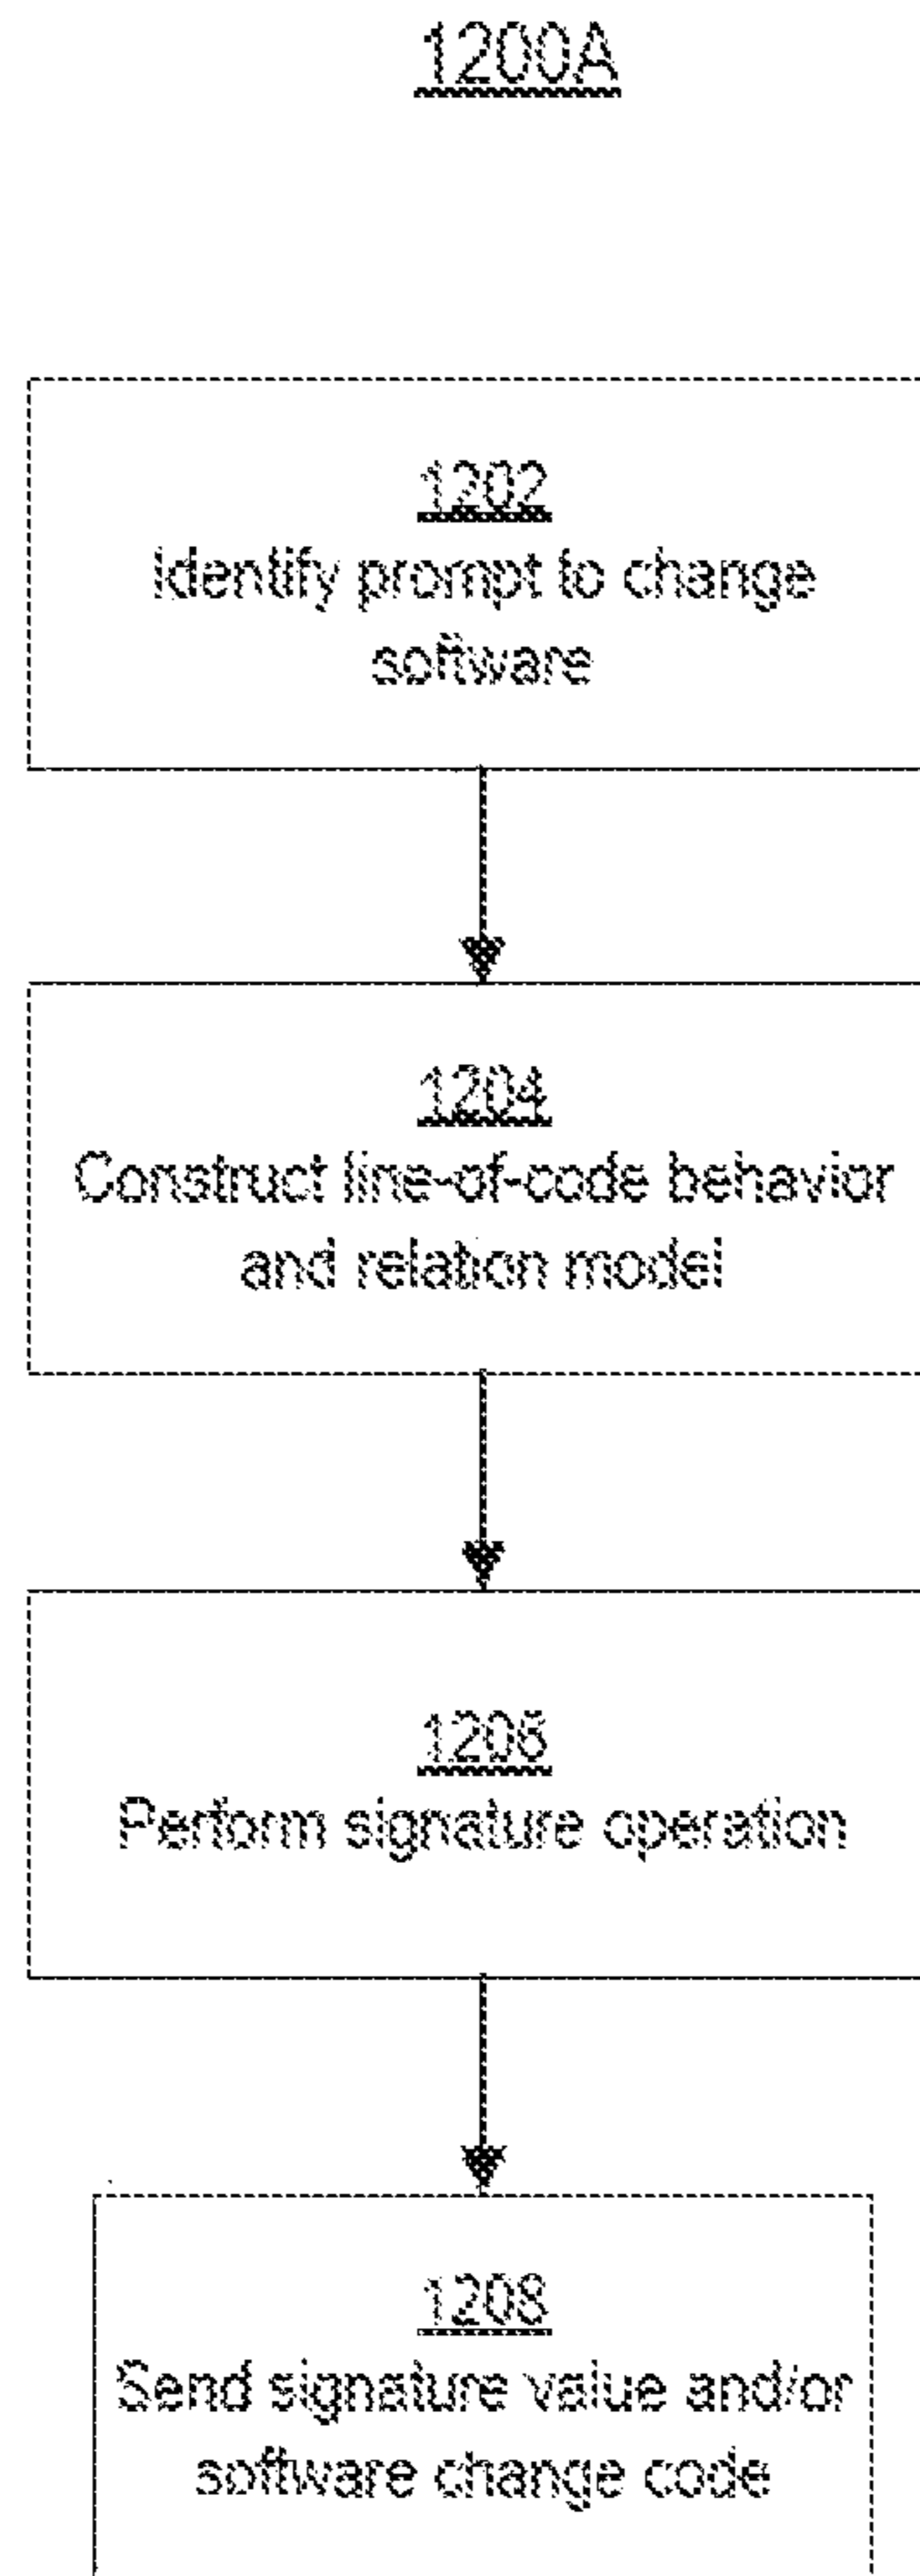 1200A
1202
Identify prompt to change
software
1204
Construct line-of-code behavior
and relation model
1206
Perform signature operation
1208
Send signature value and/or
software change code